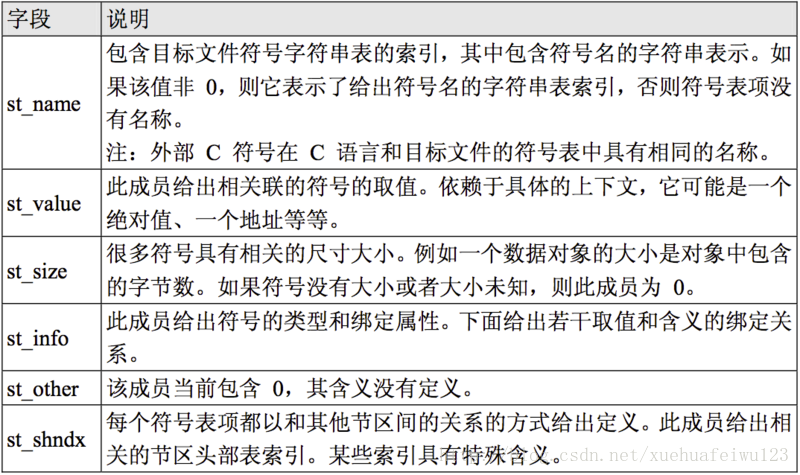 字段 说明
st_name
包含目标文件符号字符串表的索引，其中包含符号名的字符串表示。如
果该值非 0，则它表示了给出符号名的字符串表索引，否则符号表项没
有名称。
注：外部 C 符号在 C 语言和目标文件的符号表中具有相同的名称。
st_value
此成员给出相关联的符号的取值。依赖于具体的上下文，它可能是一个
绝对值、一个地址等等。
st_size
很多符号具有相关的尺寸大小。例如一个数据对象的大小是对象中包含
的字节数。如果符号没有大小或者大小未知，则此成员为 0。
st_info
此成员给出符号的类型和绑定属性。下面给出若干取值和含义的绑定关
系。
st_other 该成员当前包含 0，其含义没有定义。
st_shndx
每个符号表项都以和其他节区间的关系的方式给出定义。此成员给出相
关的节区头部表索引。某些索引具有特殊含义。
csdn.net/xuehuafeiwu123